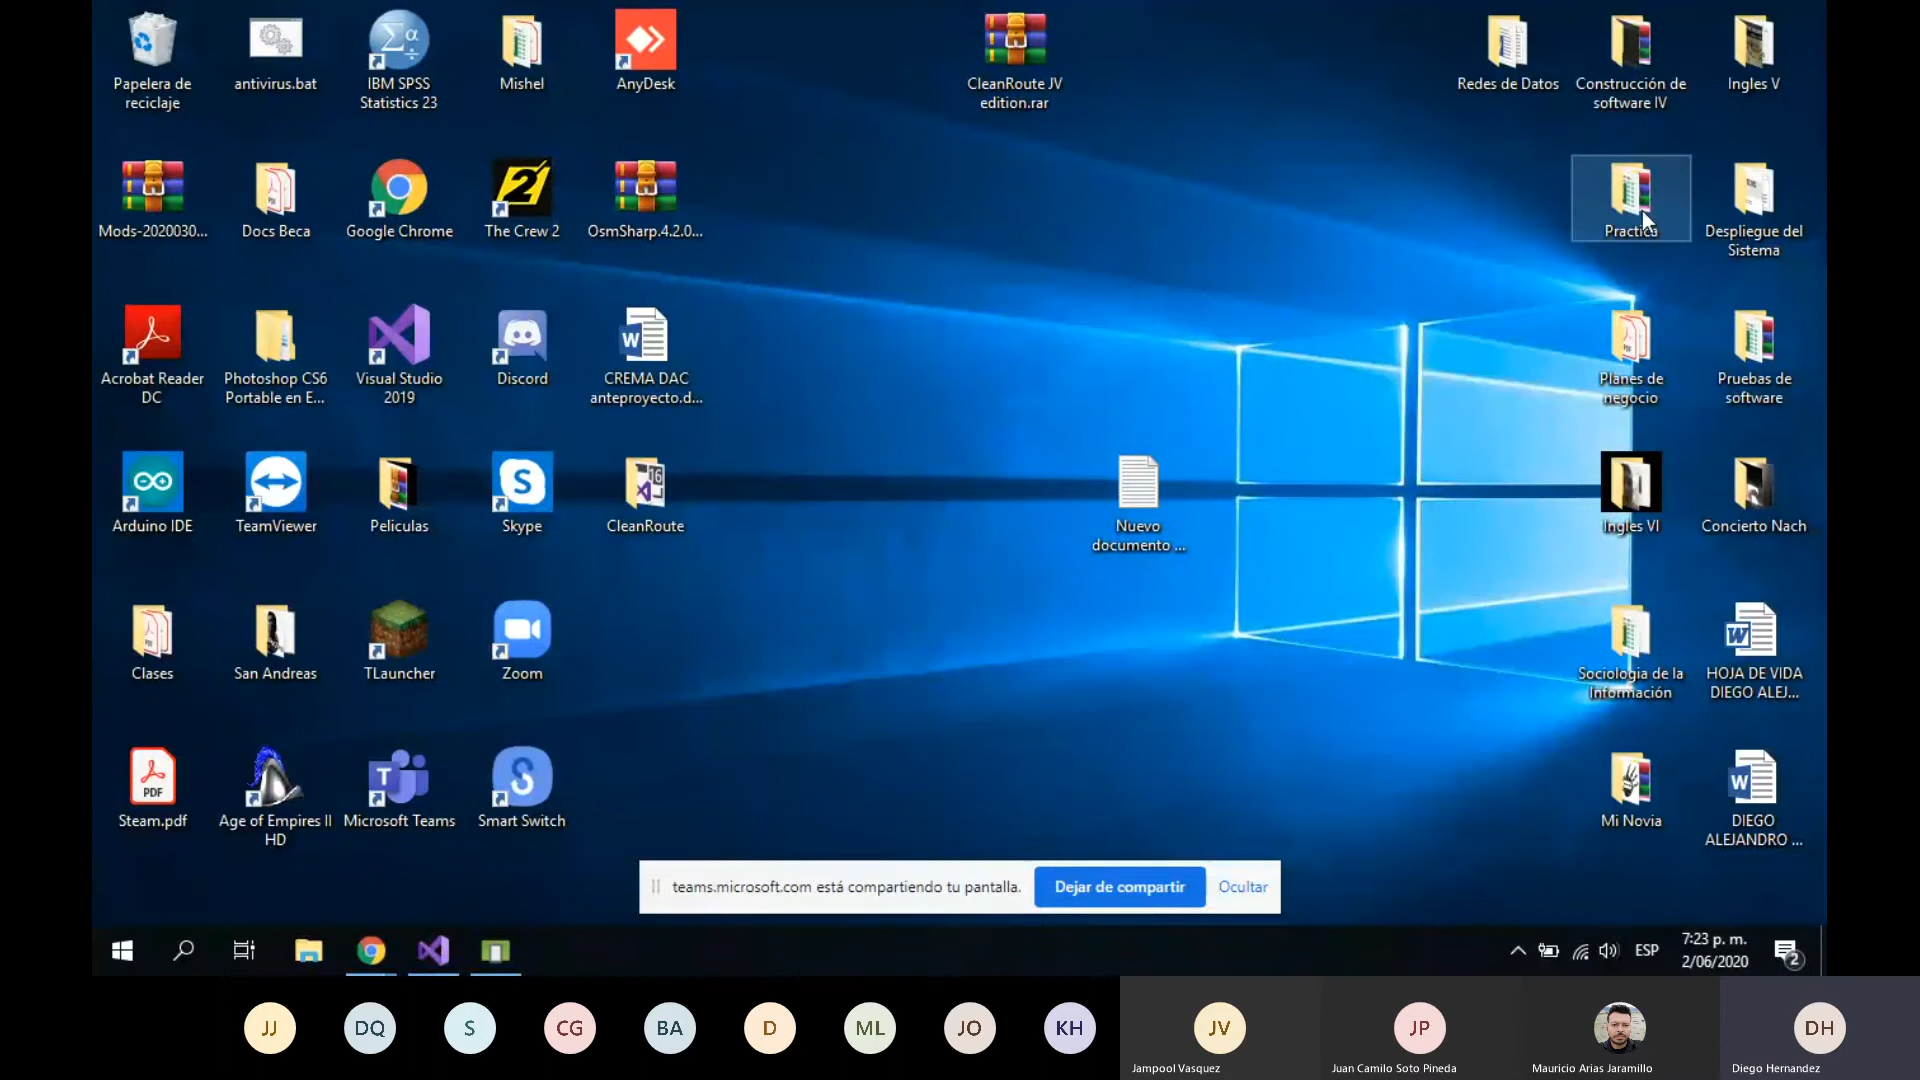 Papelera de
reciclaje
antivirus.bat
IBM SPSS
Statistics 23
Mishel
AnyDesk
CleanRoute JV
edition.rar
Redes de Datos
Construcción de
software IV
Ingles V
Mods-2020030...
Docs Beca
Google Chrome
The Crew 2
OsmSharp.4.2.0...
Practica
Despliegue del
Sistema
Acrobat Reader
DC
Photoshop CS6
Portable en E...
Visual Studio
2019
Discord
CREMA DAC
anteproyecto.d...
Planes de
negocio
Pruebas de
software
Arduino IDE
TeamViewer
Peliculas
Skype
CleanRoute
Nuevo
documento ...
Ingles VI
Concierto Nach
Clases
San Andreas
TLauncher
Zoom
Sociologia de la
Información
HOJA DE VIDA
DIEGO ALEJ...
PDF
Steam.pdf
Age of Empires II
HD
Microsoft Teams
Smart Switch
Mi Novia
DIEGO
ALEJANDRO ...
teams.microsoft.com está compartiendo tu pantalla.
Dejar de compartir
Ocultar
ESP
7:23 p. m.
2/06/2020
2
JJ
DQ
S
CG
BA
D
ML
JO
KH
JV
Jampool Vasquez
JP
Juan Camilo Soto Pineda
Mauricio Arias Jaramillo
DH
Diego Hernandez